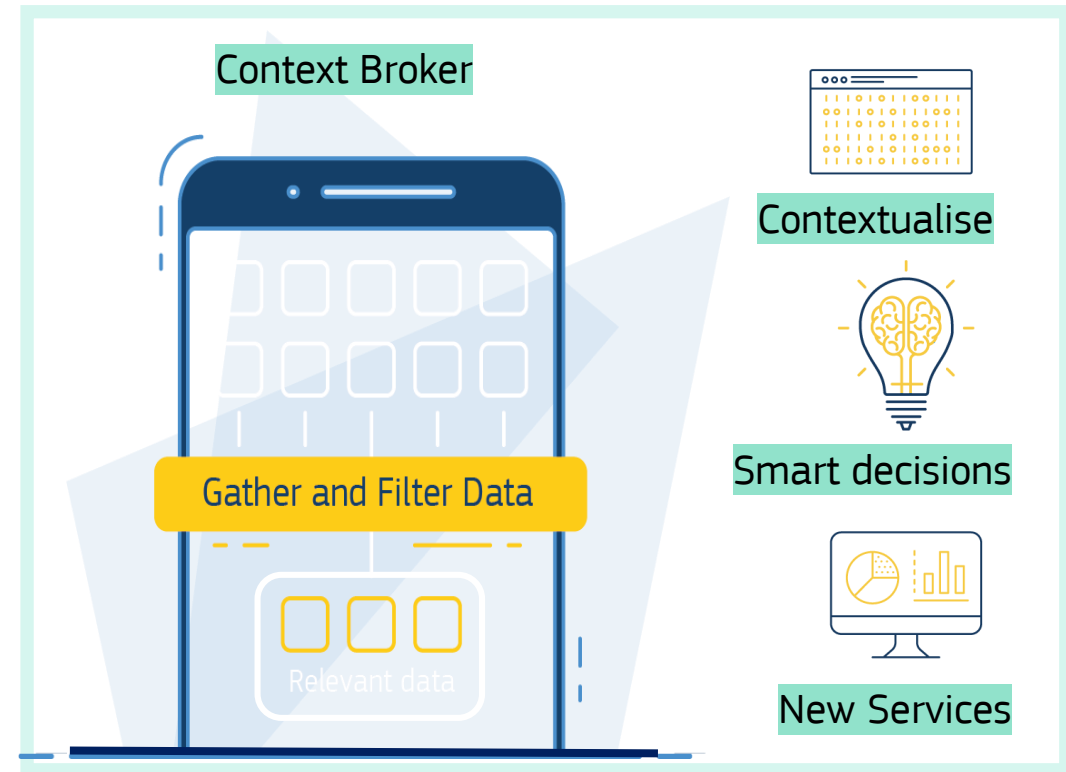 Context Broker
Gather and Filter Data
Relevant data
Contextualise
Smart decisions
New Services